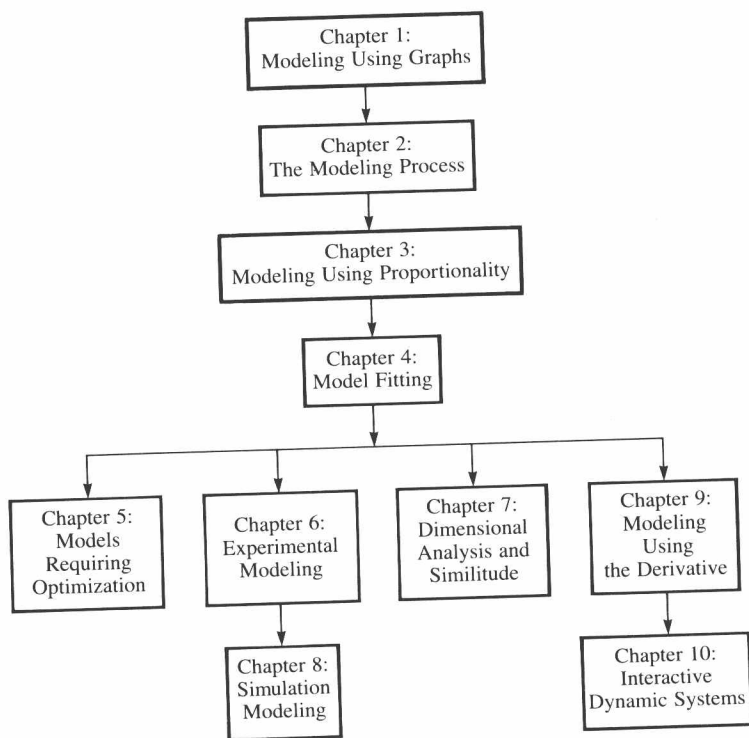 Chapter 1:
Modeling Using Graphs
Chapter 2:
The Modeling Process
Chapter 3:
Modeling Using Proportionality
Chapter 4:
Model Fitting
Chapter 5:
Models
Requiring
Optimization
Chapter 6:
Experimental
Modeling
Chapter 7:
Dimensional
Analysis and
Similitude
Chapter 9:
Modeling
Using
the Derivative
Chapter 8:
Simulation
Modeling
Chapter 10:
Interactive
Dynamic Systems